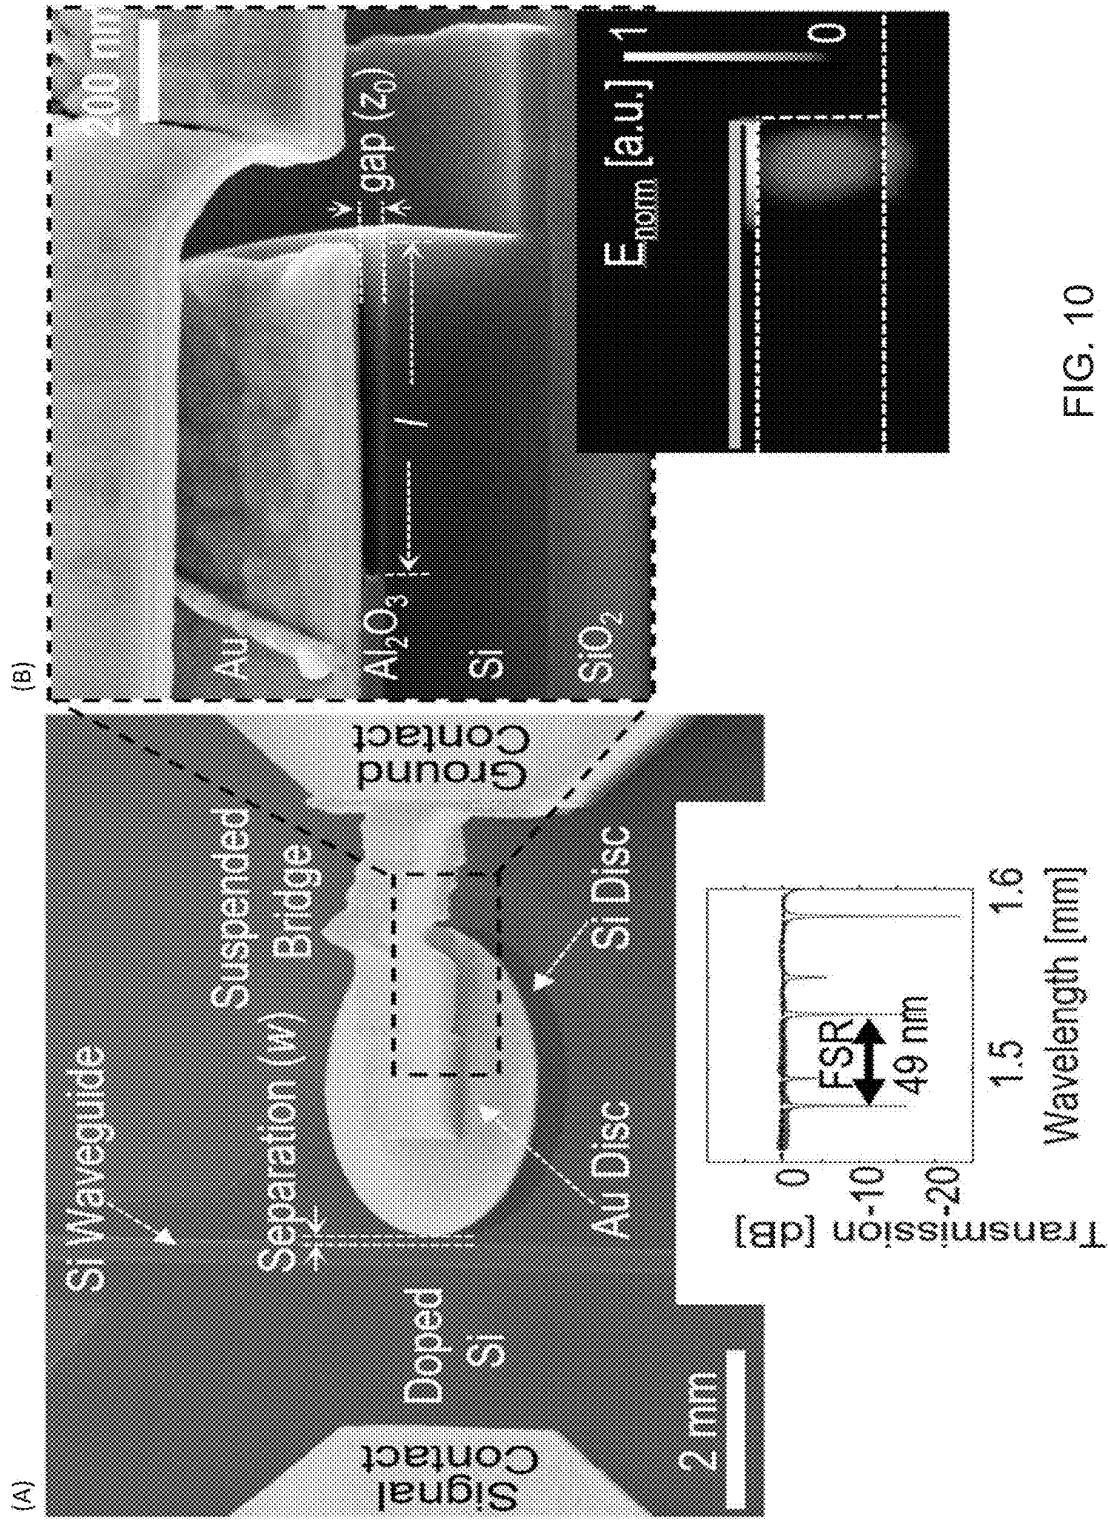 (A)
Si Waveguide
Separation (w)
Suspended
Bridge
Doped
Si
Signal
Contact
Ground
Contact
Au Disc
Si Disc
2 mm
Transmission [dB]
0
-10
-20
FSR
49 nm
1.5
1.6
Wavelength [mm]
(B)
200 nm
Au
Al2O3
Si
SiO2
gap (z0)
l
Enorm [a.u.]
1
0
FIG. 10